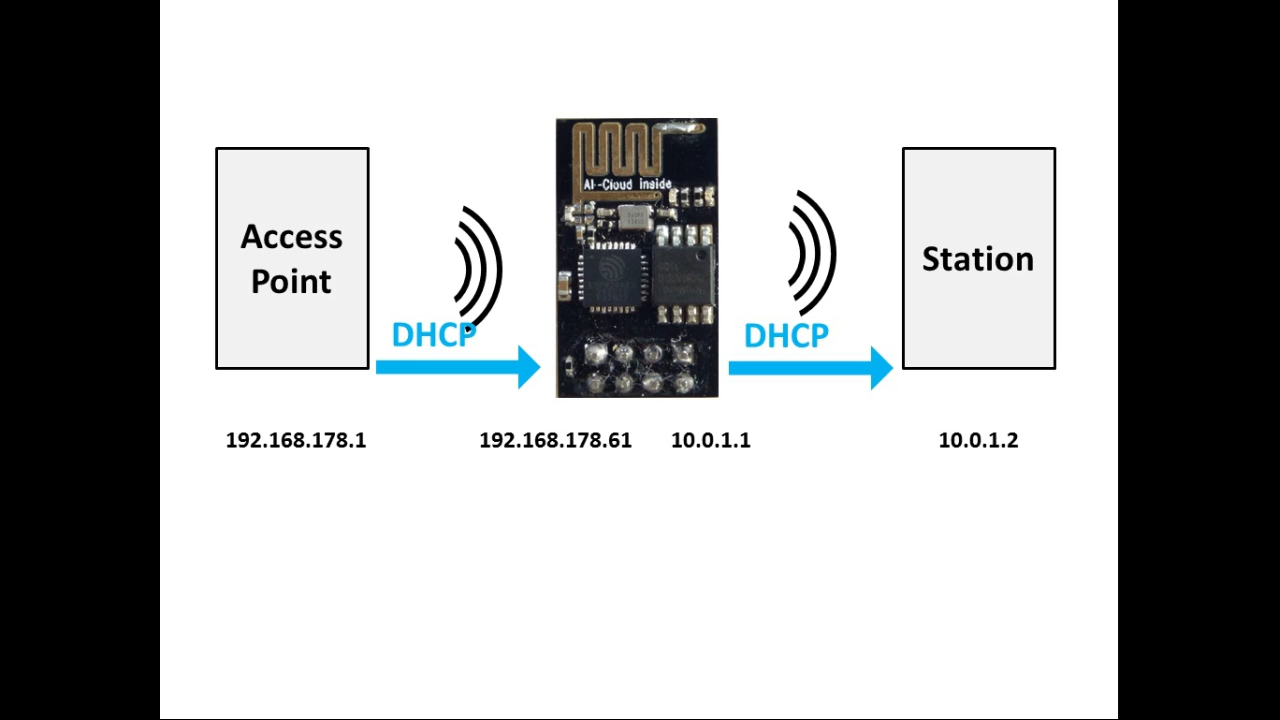 Access
Point
DHCP
AI-Cloud inside
DHCP
Station
192.168.178.1
192.168.178.61
10.0.1.1
10.0.1.2